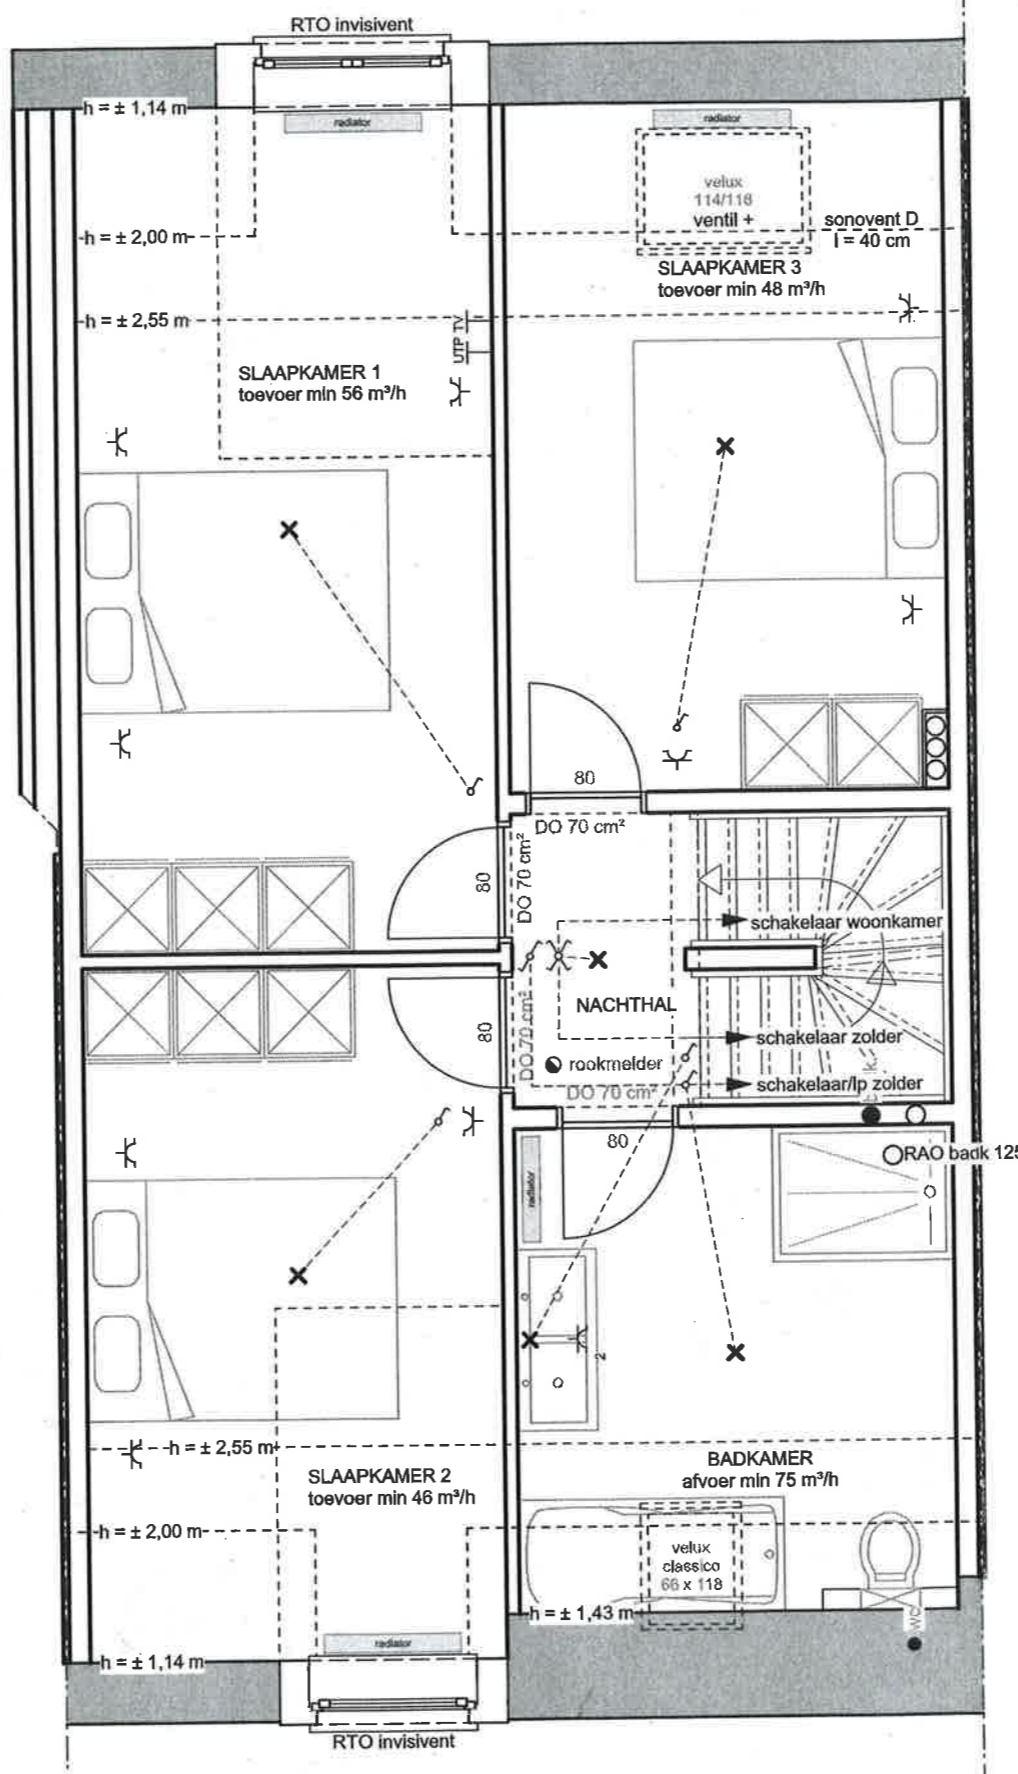 RTO invisivent
h = ± 1,14 m
radiator
radiator
velux
114/118
ventil +
h = ± 2,00 m
sonovent D
l = 40 cm
SLAAPKAMER 3
toevoer min 48 m³/h
h = ± 2,55 m
UTP TV
SLAAPKAMER 1
toevoer min 56 m³/h
80
DO 70 cm²
80
DO 70 cm²
schakelaar woonkamer
NACHTHAL
80
DO 70 cm²
schakelaar zolder
rookmelder
schakelaar/lp zolder
DO 70 cm²
80
RAO badk 125
radiator
2
h = ± 2,55 m
BADKAMER
afvoer min 75 m³/h
SLAAPKAMER 2
toevoer min 46 m³/h
h = ± 2,00 m
velux
classico
66 x 118
h = ± 1,43 m
WC
radiator
h = ± 1,14 m
RTO invisivent